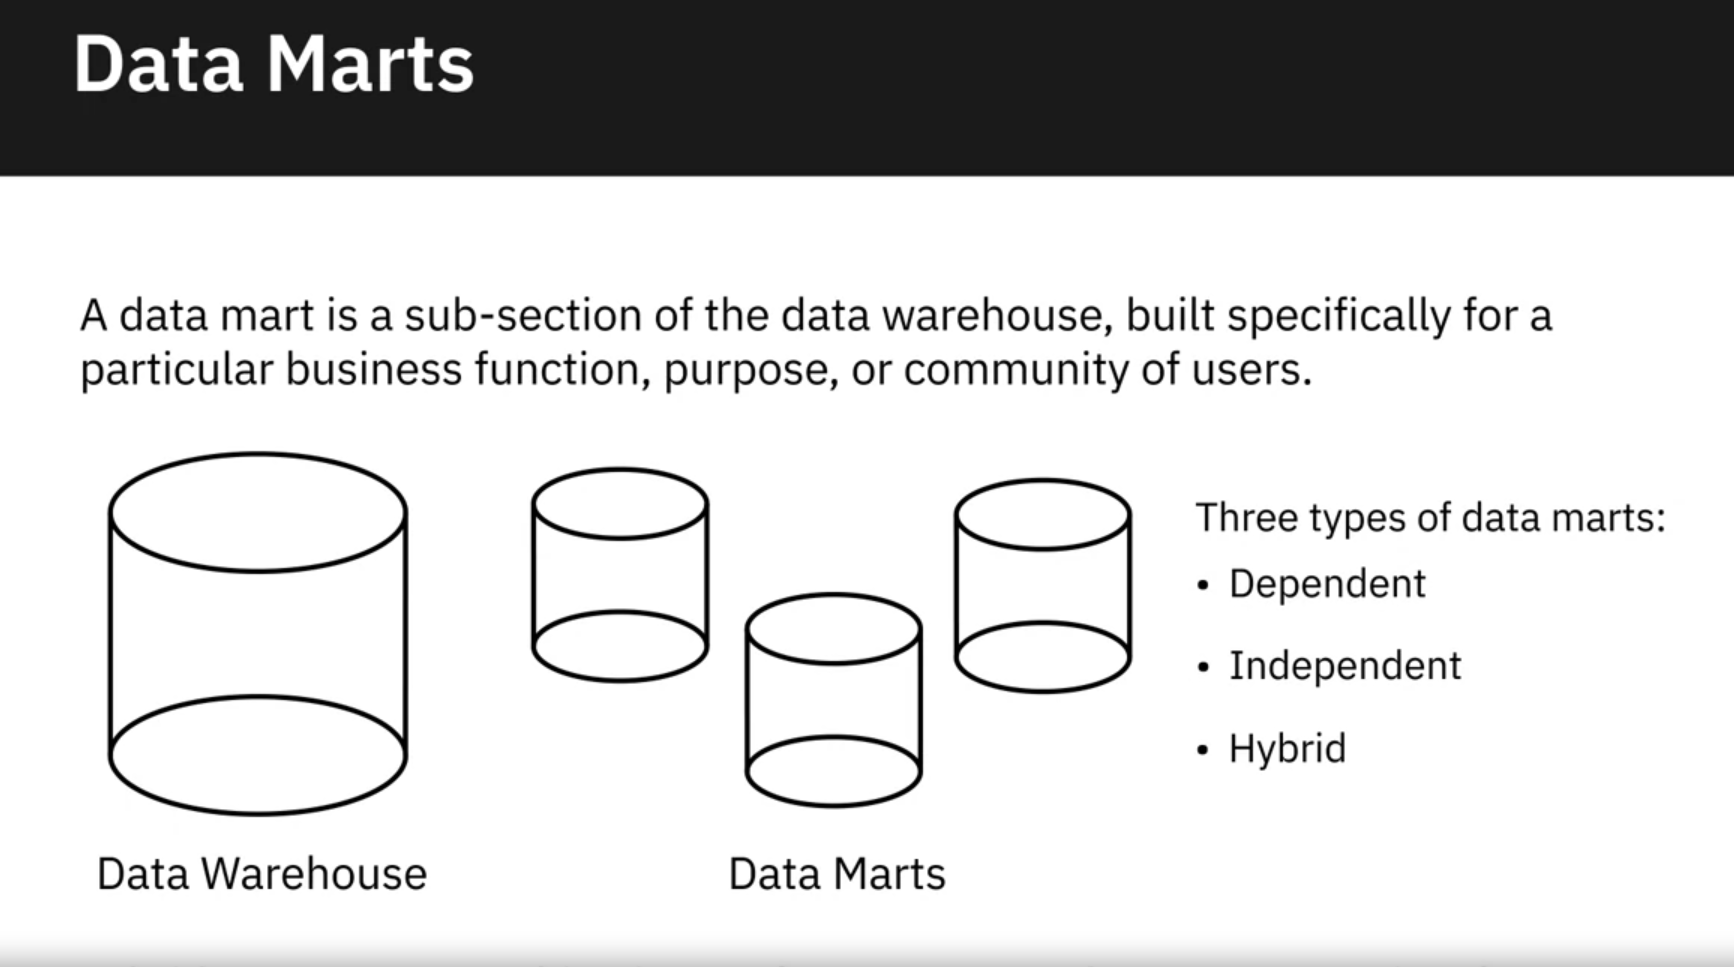 Data Marts
A data mart is a sub-section of the data warehouse, built specifically for a
particular business function, purpose, or community of users.
Three types of data marts:
• Dependent
• Independent
• Hybrid
Data Warehouse
Data Marts